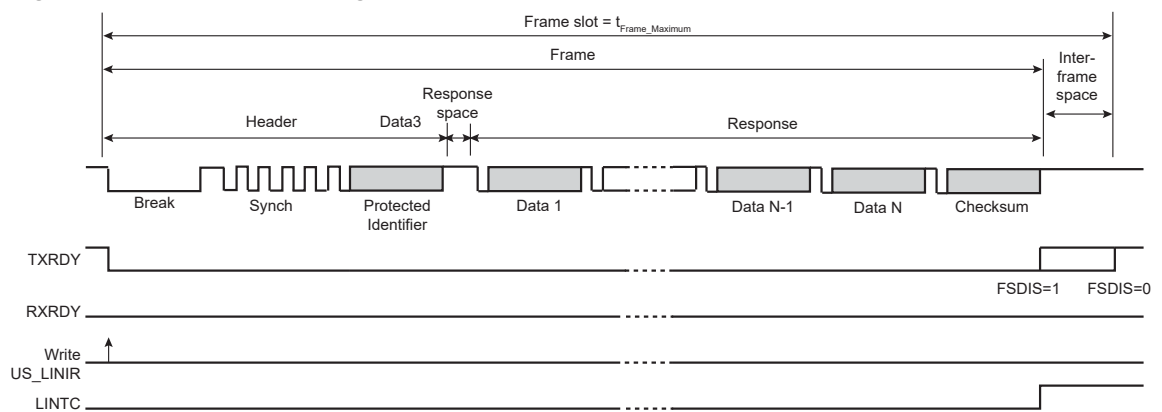 Frame slot = tFrame_Maximum
Frame
Inter-
frame
space
Response
space
Header
Data3
Response
Break
Synch
Protected
Identifier
Data 1
Data N-1
Data N
Checksum
TXRDY
FSDIS=1
FSDIS=0
RXRDY
Write
US_LINIR
LINTC